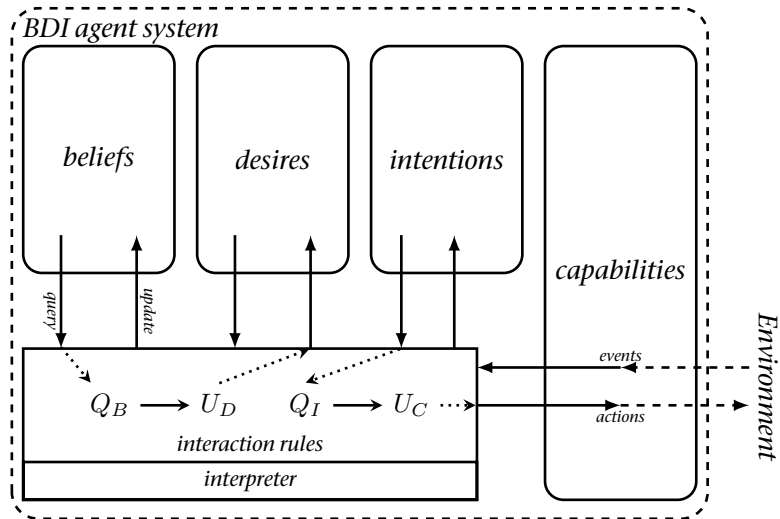 BDI agent system
beliefs
desires
intentions
capabilities
query
update
events
actions
Environment
Q_B U_D Q_I U_C
interaction rules
interpreter